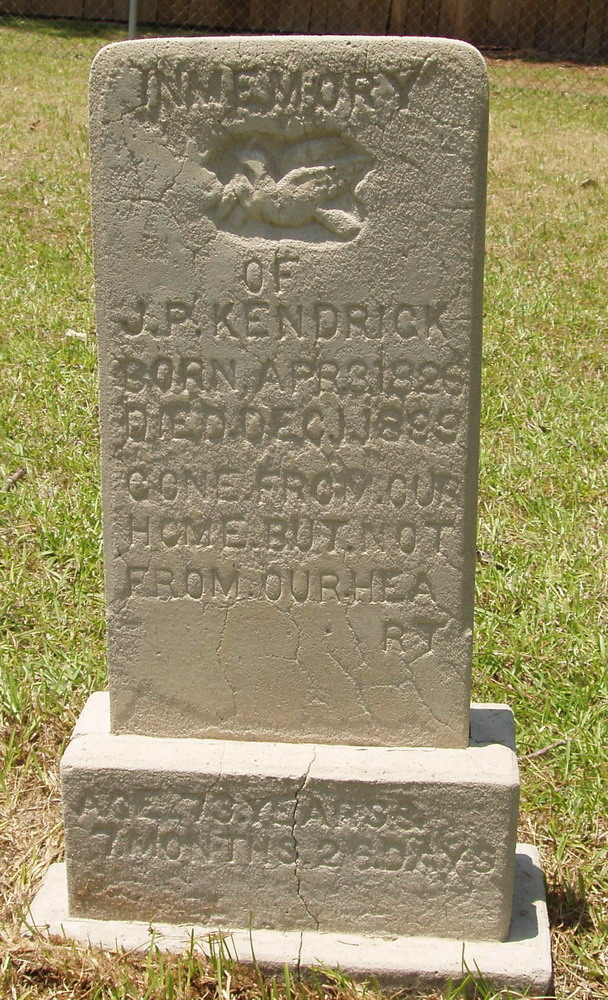 IN MEMORY
OF
J.P. KENDRICK
BORN. APR 3 1826
DIED. DEC. 1. 1899
GONE. FROM. OUR
HOME. BUT. NOT
FROM. OUR. HEA
RT
AGE. 73. YEARS
7. MONTHS. 28 DAYS